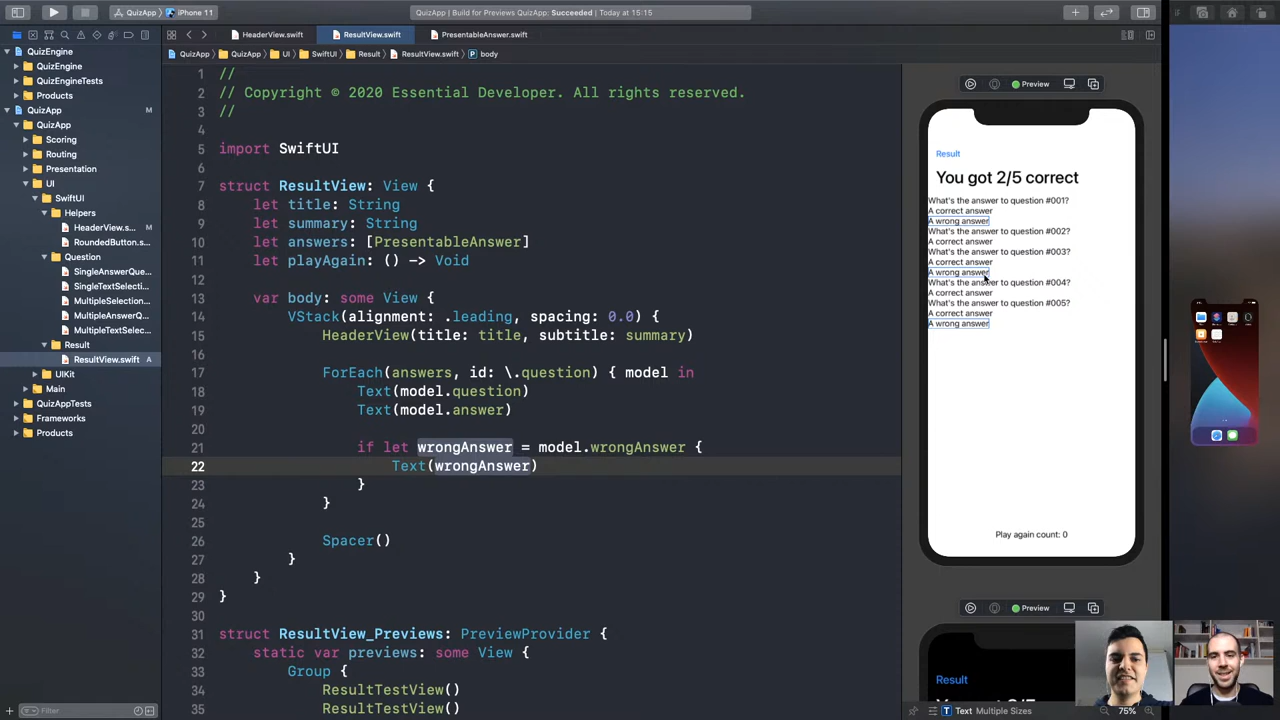 QuizApp
iPhone 11
QuizApp | Build for Previews QuizApp: Succeeded | Today at 15:15
HeaderView.swift
ResultView.swift
PresentableAnswer.swift
QuizApp
QuizApp
UI
SwiftUI
Result
ResultView.swift
P body
QuizEngine
QuizEngine
QuizEngineTests
Products
QuizApp M
QuizApp
Scoring
Routing
Presentation
UI
SwiftUI
Helpers
HeaderView.s...
RoundedButton.s...
Question
SingleAnswerQue...
SingleTextSelecti...
MultipleSelection...
MultipleAnswerQ...
MultipleTextSelec...
Result
ResultView.swift A
UIKit
Main
QuizAppTests
Frameworks
Products
Filter
1 //
2 // Copyright © 2020 Essential Developer. All rights reserved.
3 //
4
5 import SwiftUI
6
7 struct ResultView: View {
8 let title: String
9 let summary: String
10 let answers: [PresentableAnswer]
11 let playAgain: () -> Void
12
13 var body: some View {
14 VStack(alignment: .leading, spacing: 0.0) {
15 HeaderView(title: title, subtitle: summary)
16
17 ForEach(answers, id: \.question) { model in
18 Text(model.question)
19 Text(model.answer)
20
21 if let wrongAnswer = model.wrongAnswer {
22 Text(wrongAnswer)
23 }
24 }
25
26 Spacer()
27 }
28 }
29 }
30
31 struct ResultView_Previews: PreviewProvider {
32 static var previews: some View {
33 Group {
34 ResultTestView()
35 ResultTestView()
Preview
Result
You got 2/5 correct
What's the answer to question #001?
A correct answer
A wrong answer
What's the answer to question #002?
A correct answer
What's the answer to question #003?
A correct answer
A wrong answer
What's the answer to question #004?
A correct answer
What's the answer to question #005?
A correct answer
A wrong answer
Play again count: 0
Preview
Result
T Text Multiple Sizes
75%